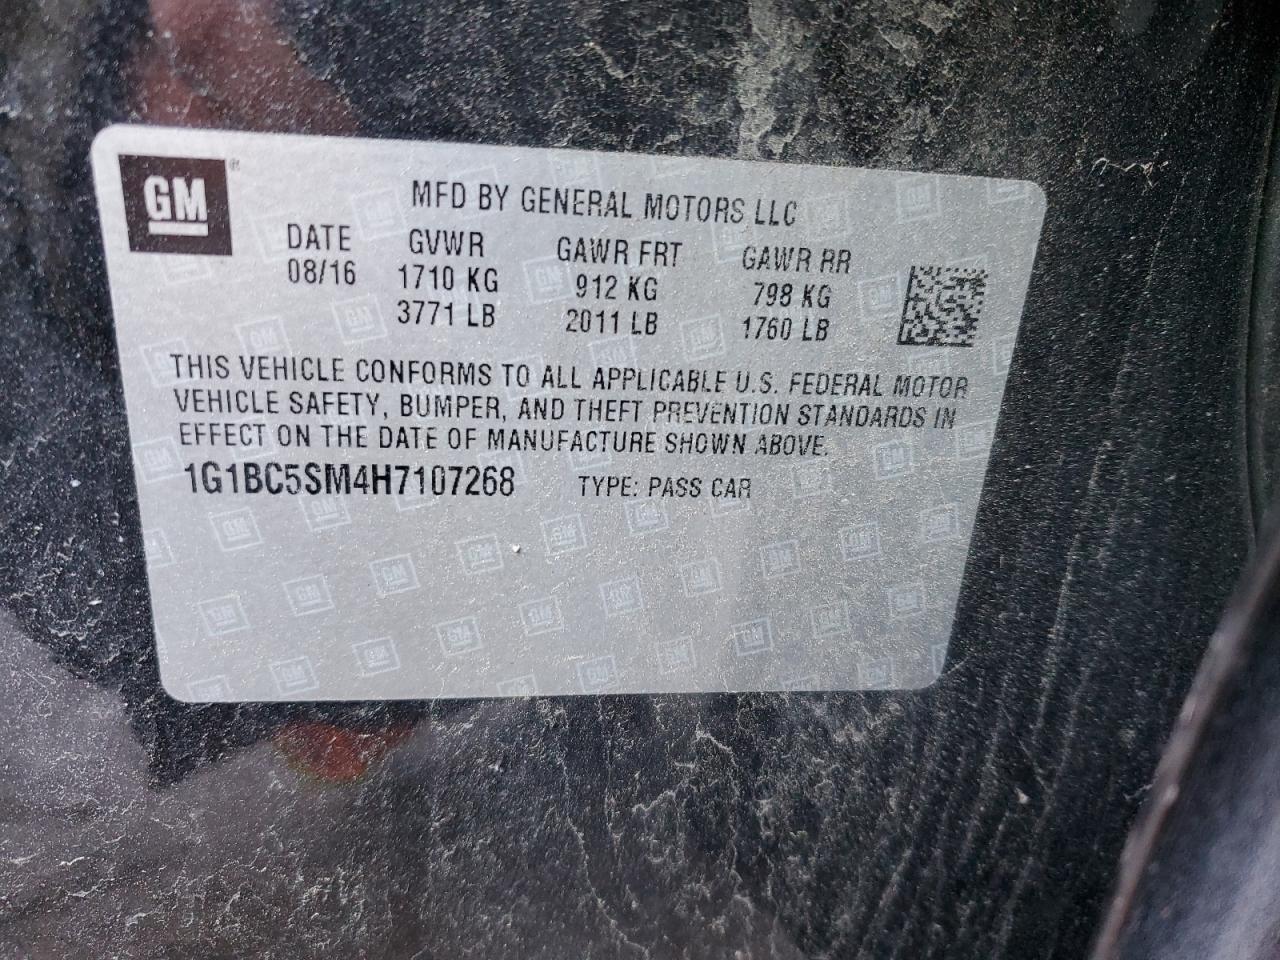 GM
MFD BY GENERAL MOTORS LLC
DATE GVWR GAWR FRT GAWR RR
08/16 1710 KG 912 KG 798 KG
3771 LB 2011 LB 1760 LB
THIS VEHICLE CONFORMS TO ALL APPLICABLE U.S. FEDERAL MOTOR
VEHICLE SAFETY, BUMPER, AND THEFT PREVENTION STANDARDS IN
EFFECT ON THE DATE OF MANUFACTURE SHOWN ABOVE.
1G1BC5SM4H7107268 TYPE: PASS CAR